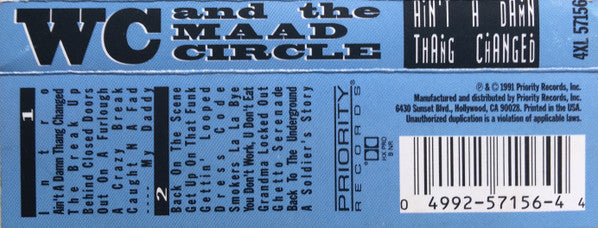 WC and the
MAAD
CIRCLE
AIN'T A DAMN
THANG CHANGED
4XL 57156
1
Intro
Ain't A Damn Thang Changed
The Break Up
Behind Closed Doors
Out On A Furlough
A Crazy Break
Caught N A Fad
---- My Daddy
2
Back On The Scene
Get Up On That Funk
Gettin' Looped
Dress Code
Smokers La La Bye
You Don't Work, U Don't Eat
Grandma Locked Out
Ghetto Serenade
Back To The Underground
A Soldier's Story
PRIORITY
RECORDS
HX PRO
B NR
℗ & © 1991 Priority Records, Inc.
Manufactured and distributed by Priority Records, Inc.
6430 Sunset Blvd., Hollywood, CA 90028. Printed in the USA.
Unauthorized duplication is a violation of applicable laws.
0 4992-57156-4 4